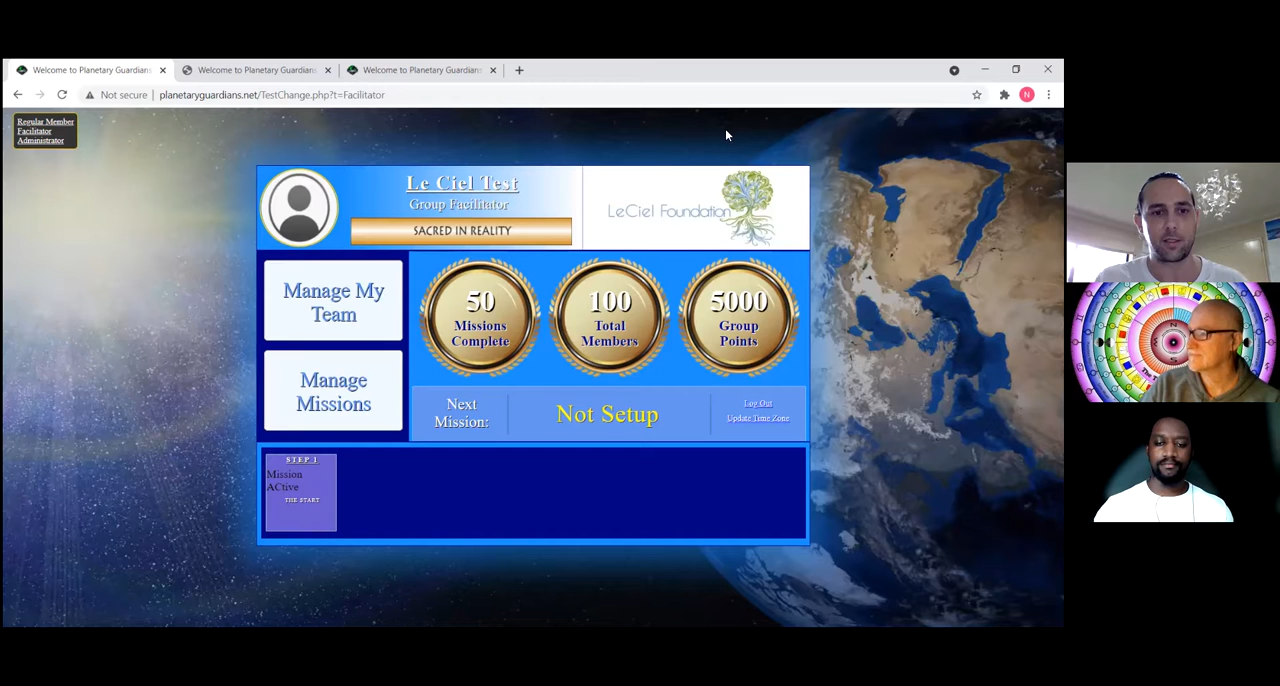 Welcome to Planetary Guardians
Welcome to Planetary Guardians
Welcome to Planetary Guardians
Not secure
planetaryguardians.net/TestChange.php?t=Facilitator
N
Regular Member
Facilitator
Administrator
Le Ciel Test
Group Facilitator
SACRED IN REALITY
LeCiel Foundation
Manage My
Team
50
Missions
Complete
100
Total
Members
5000
Group
Points
Manage
Missions
Next
Mission:
Not Setup
Log Out
Update Time Zone
STEP 1
Mission
ACtive
THE START